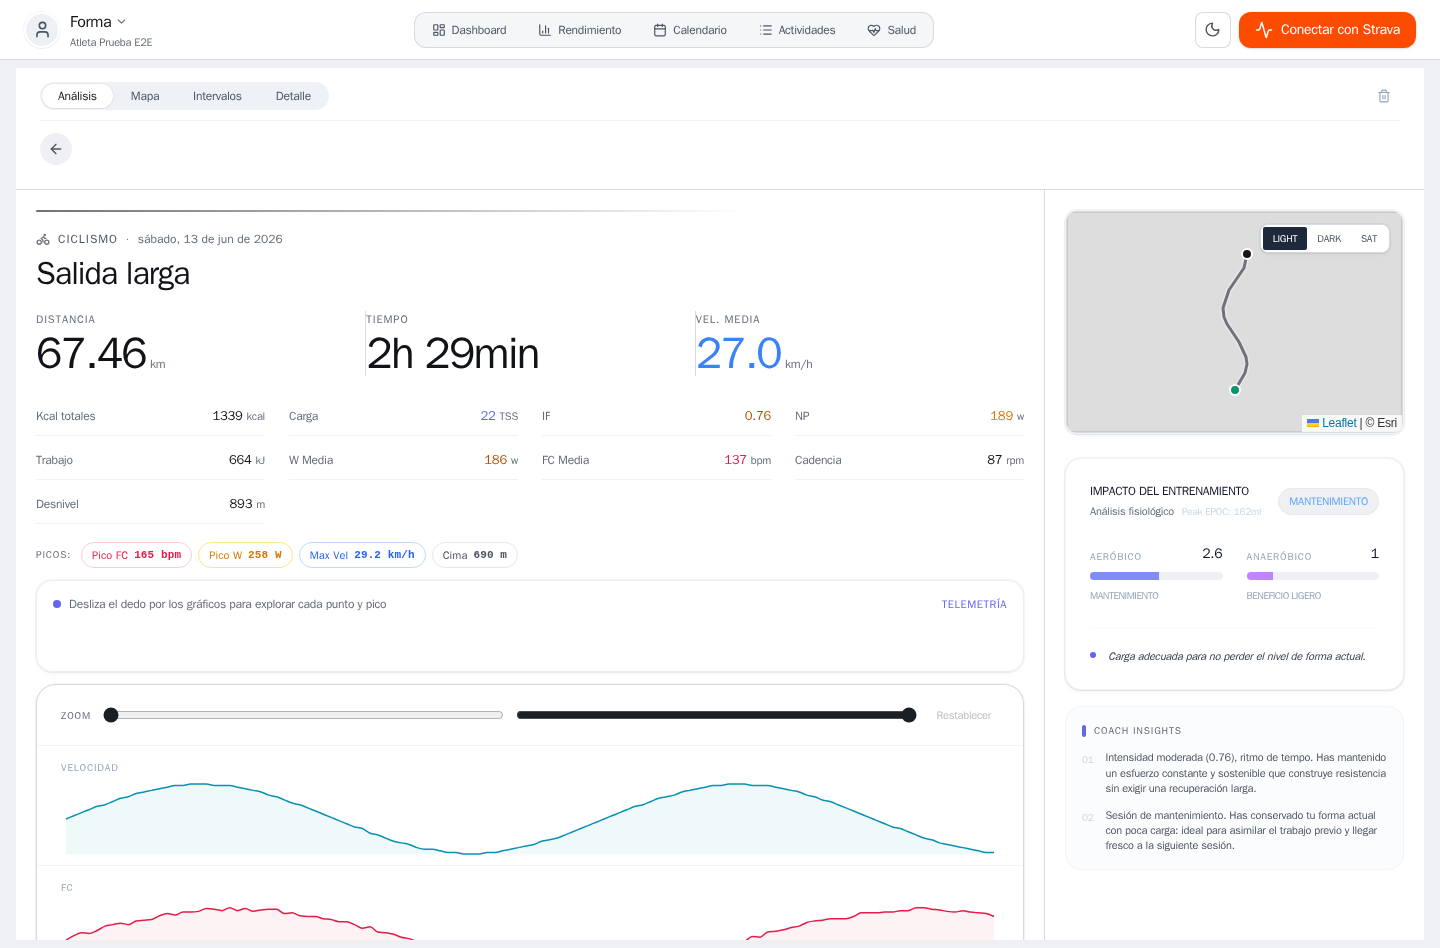 Forma
Atleta Prueba E2E
Dashboard
Rendimiento
Calendario
Actividades
Salud
Conectar con Strava
Análisis
Mapa
Intervalos
Detalle
CICLISMO · sábado, 13 de jun de 2026
Salida larga
DISTANCIA
67.46 km
TIEMPO
2h 29min
VEL. MEDIA
27.0 km/h
Kcal totales 1339 kcal
Carga 22 TSS
IF 0.76
NP 189 w
Trabajo 664 kJ
W Media 186 w
FC Media 137 bpm
Cadencia 87 rpm
Desnivel 893 m
PICOS:
Pico FC 165 bpm
Pico W 258 W
Max Vel 29.2 km/h
Cima 690 m
Desliza el dedo por los gráficos para explorar cada punto y pico
TELEMETRÍA
ZOOM
Restablecer
VELOCIDAD
FC
LIGHT
DARK
SAT
Leaflet | © Esri
IMPACTO DEL ENTRENAMIENTO
Análisis fisiológico Peak EPOC: 162ml
MANTENIMIENTO
AERÓBICO 2.6
MANTENIMIENTO
ANAERÓBICO 1
BENEFICIO LIGERO
Carga adecuada para no perder el nivel de forma actual.
COACH INSIGHTS
01 Intensidad moderada (0.76), ritmo de tempo. Has mantenido
un esfuerzo constante y sostenible que construye resistencia
sin exigir una recuperación larga.
02 Sesión de mantenimiento. Has conservado tu forma actual
con poca carga: ideal para asimilar el trabajo previo y llegar
fresco a la siguiente sesión.